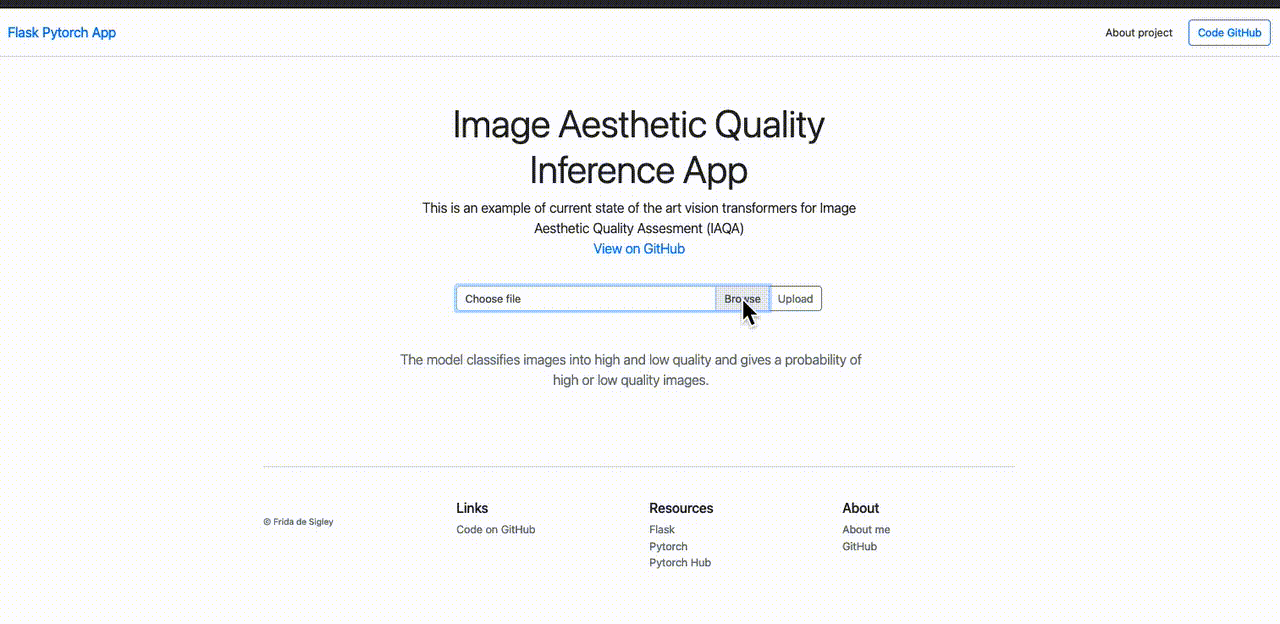 Flask Pytorch App
About project
Code GitHub
Image Aesthetic Quality
Inference App
This is an example of current state of the art vision transformers for Image
Aesthetic Quality Assesment (IAQA)
View on GitHub
Choose file
Browse
Upload
The model classifies images into high and low quality and gives a probability of
high or low quality images.
© Frida de Sigley
Links
Code on GitHub
Resources
Flask
Pytorch
Pytorch Hub
About
About me
GitHub